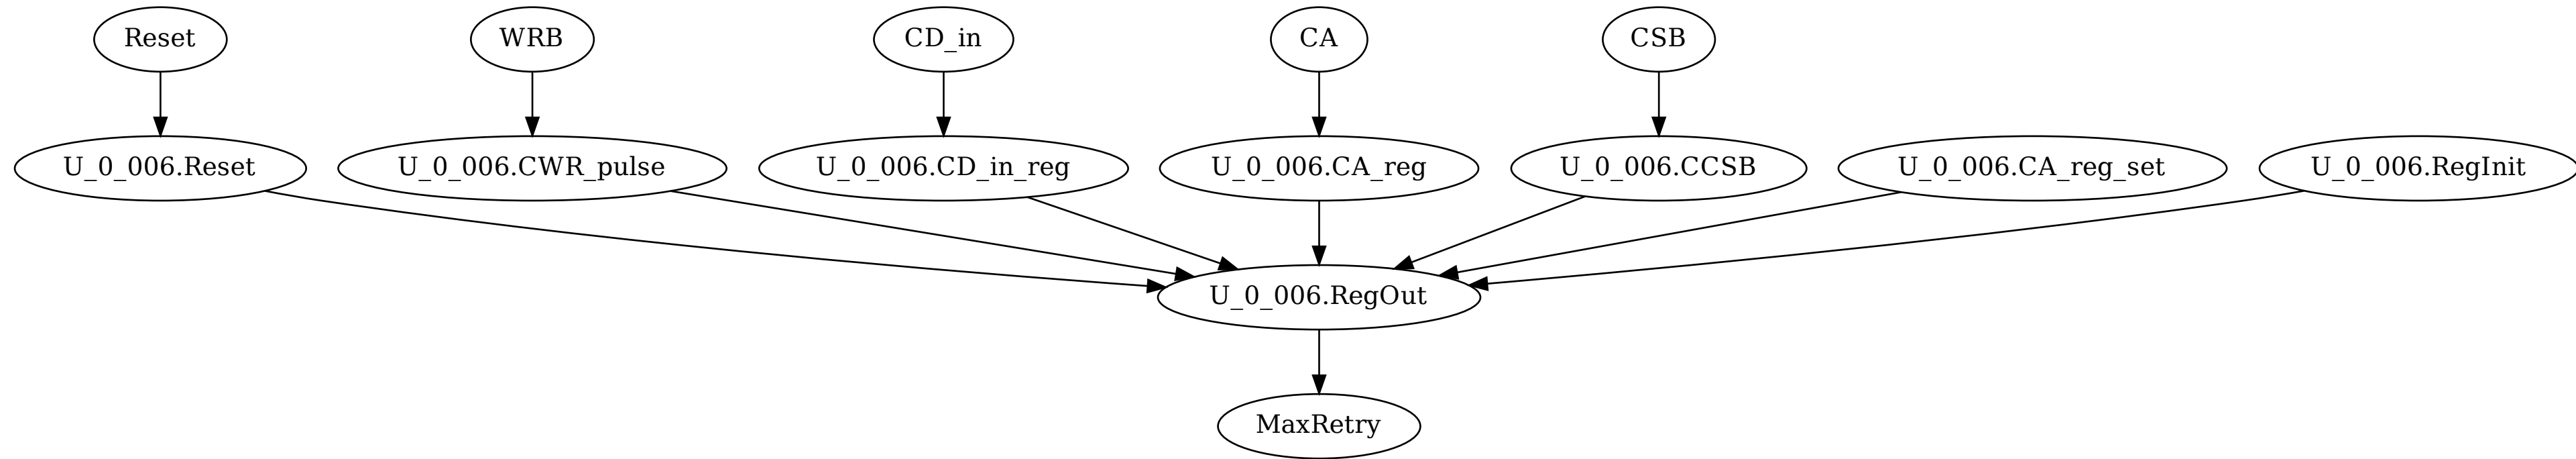 Reset
WRB
CD_in
CA
CSB
U_0_006.Reset
U_0_006.CWR_pulse
U_0_006.CD_in_reg
U_0_006.CA_reg
U_0_006.CCSB
U_0_006.CA_reg_set
U_0_006.RegInit
U_0_006.RegOut
MaxRetry